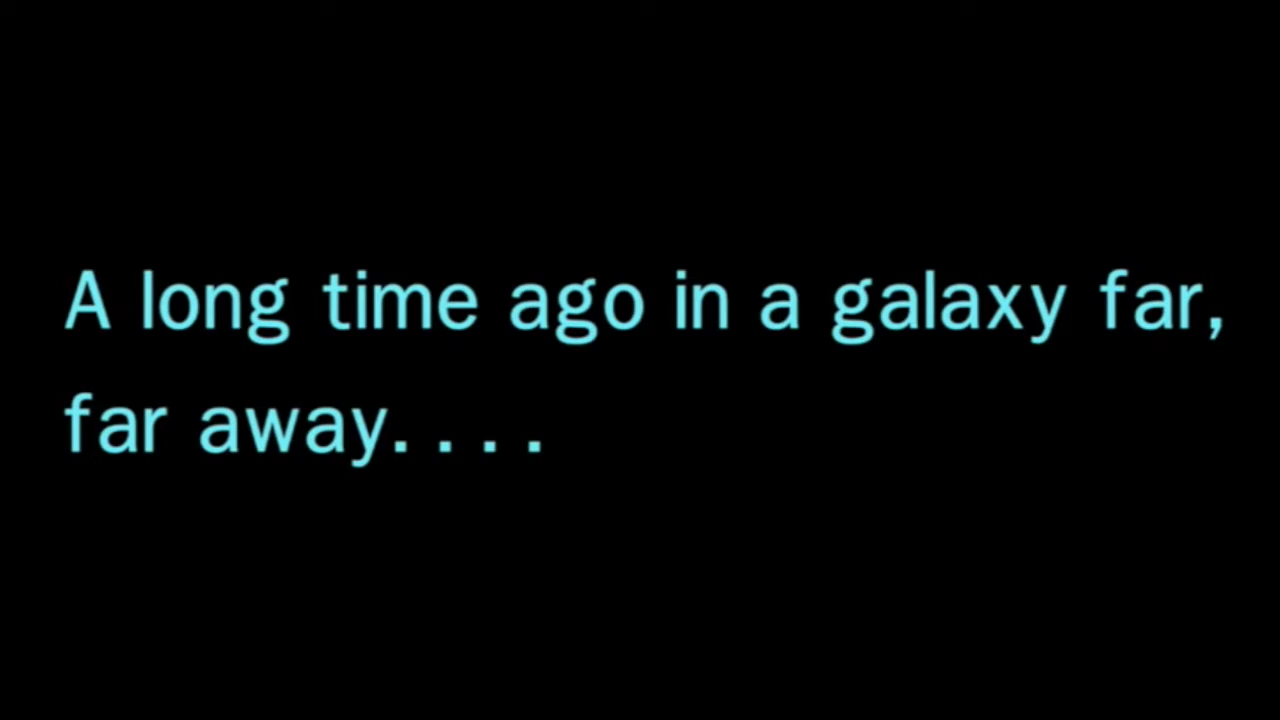 A long time ago in a galaxy far,
far away. . . .